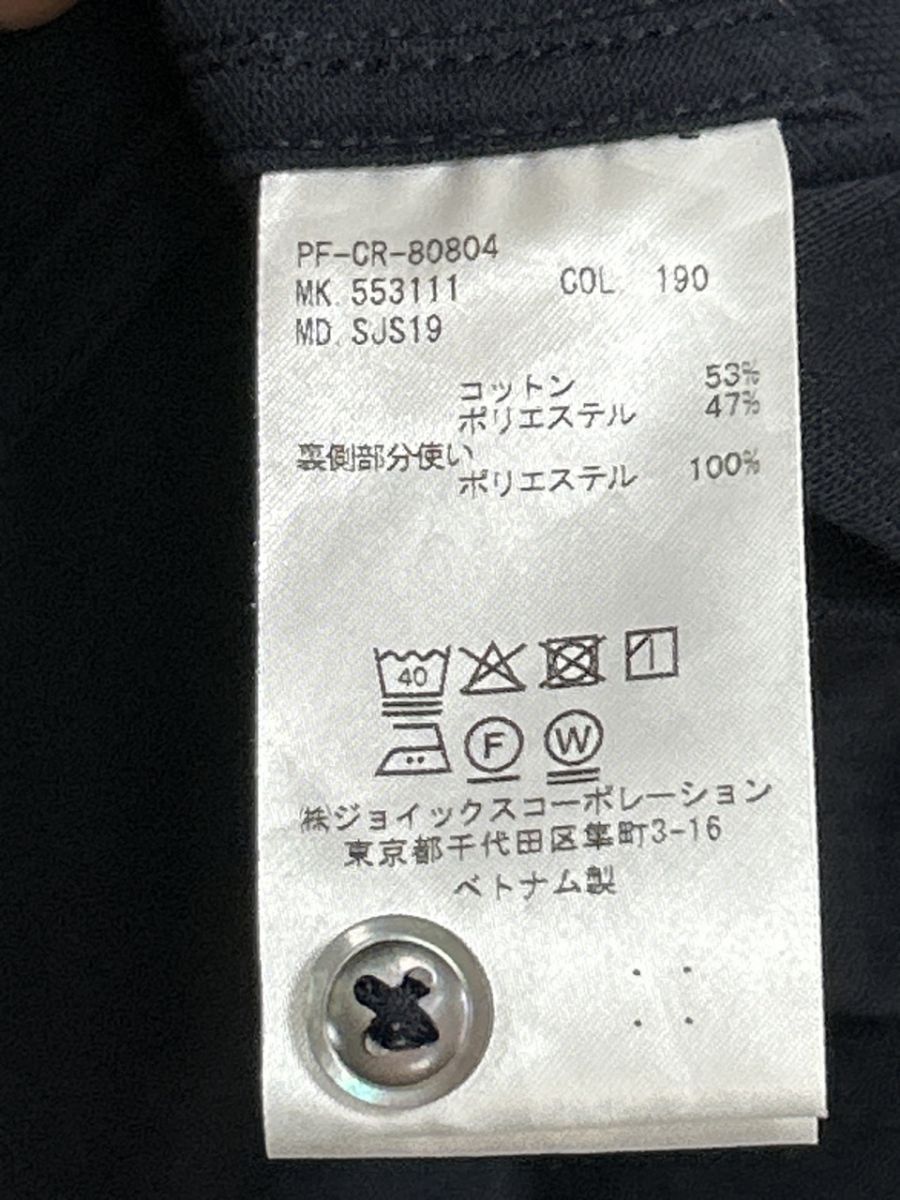 PF-CR-80804
MK. 553111 COL. 190
MD. SJS19
コットン 53%
ポリエステル 47%
裏側部分使い
ポリエステル 100%
40
F W
㈱ジョイックスコーポレーション
東京都千代田区隼町3-16
ベトナム製